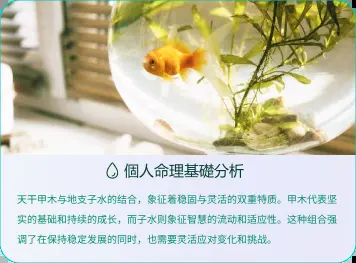 個人命理基礎分析
天干甲木与地支子水的结合，象征着稳固与灵活的双重特质。甲木代表坚
实的基础和持续的成长，而子水则象征智慧的流动和适应性。这种组合强
调了在保持稳定发展的同时，也需要灵活应对变化和挑战。